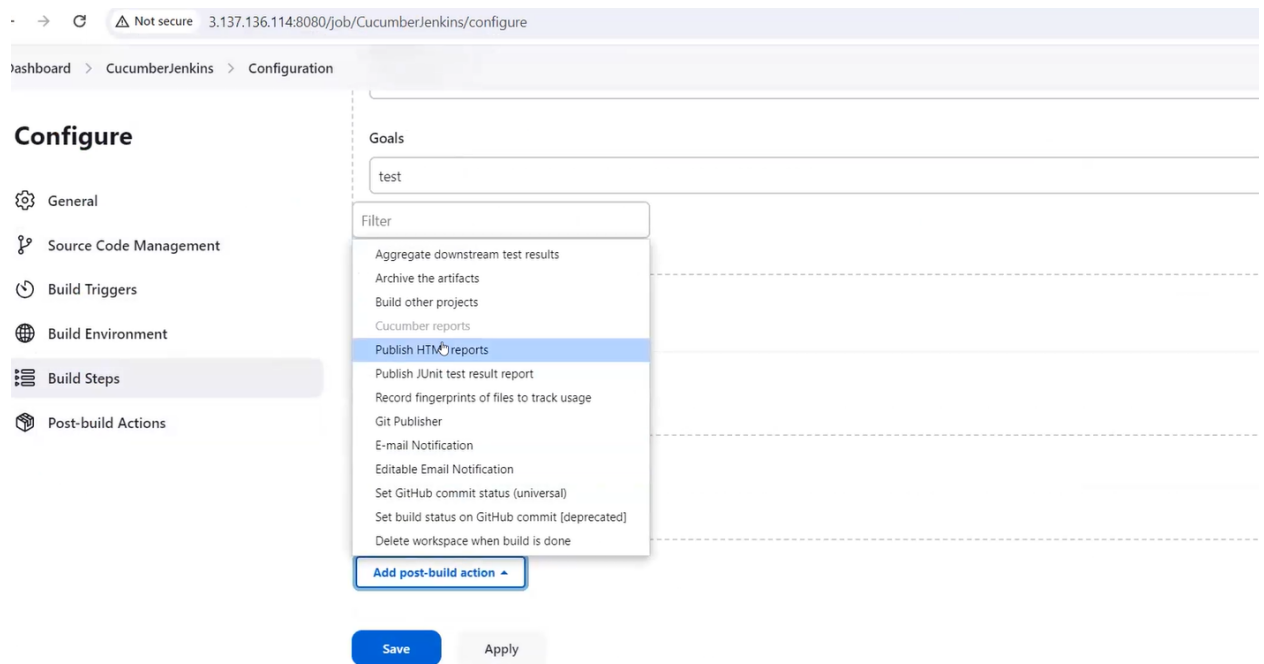 Not secure 3.137.136.114:8080/job/CucumberJenkins/configure
Dashboard > CucumberJenkins > Configuration
Configure
General
Source Code Management
Build Triggers
Build Environment
Build Steps
Post-build Actions
Goals
test
Filter
Aggregate downstream test results
Archive the artifacts
Build other projects
Cucumber reports
Publish HTML reports
Publish JUnit test result report
Record fingerprints of files to track usage
Git Publisher
E-mail Notification
Editable Email Notification
Set GitHub commit status (universal)
Set build status on GitHub commit [deprecated]
Delete workspace when build is done
Add post-build action
Save
Apply